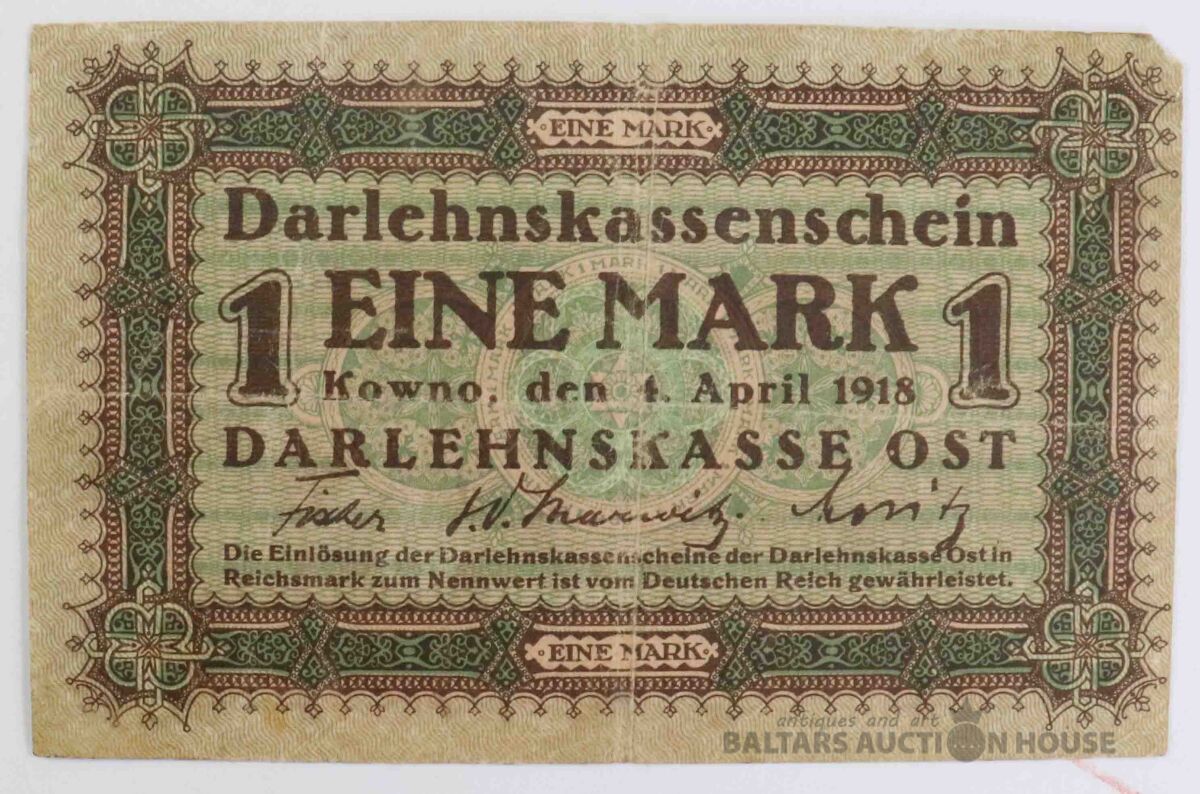 EINE MARK
Darlehnskassenschein
1 EINE MARK 1
Kowno, den 4. April 1918
DARLEHNSKASSE OST
Fischer
Die Einlösung der Darlehnskassenscheine der Darlehnskasse Ost in
Reichsmark zum Nennwert ist vom Deutschen Reich gewährleistet.
EINE MARK
antiques and art
BALTARS AUCTION HOUSE